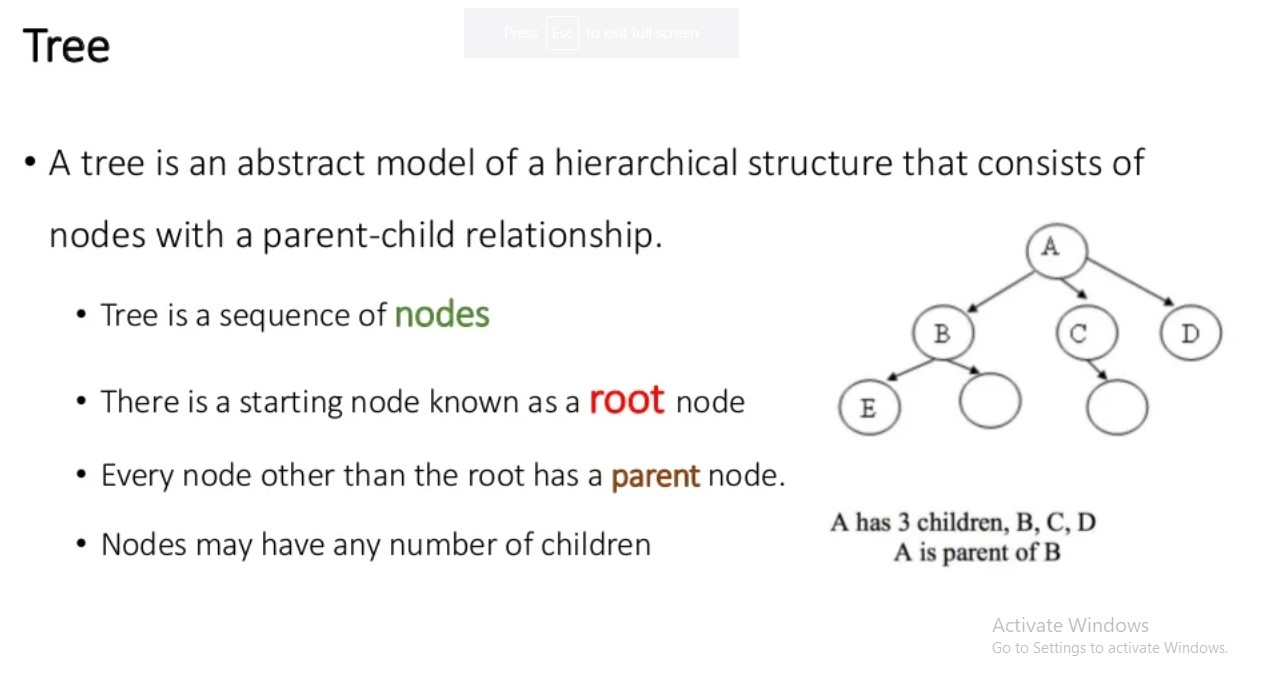 Press Esc to exit full screen
Tree
• A tree is an abstract model of a hierarchical structure that consists of
nodes with a parent-child relationship.
• Tree is a sequence of nodes
• There is a starting node known as a root node
• Every node other than the root has a parent node.
• Nodes may have any number of children
A
B
C
D
E
A has 3 children, B, C, D
A is parent of B
Activate Windows
Go to Settings to activate Windows.